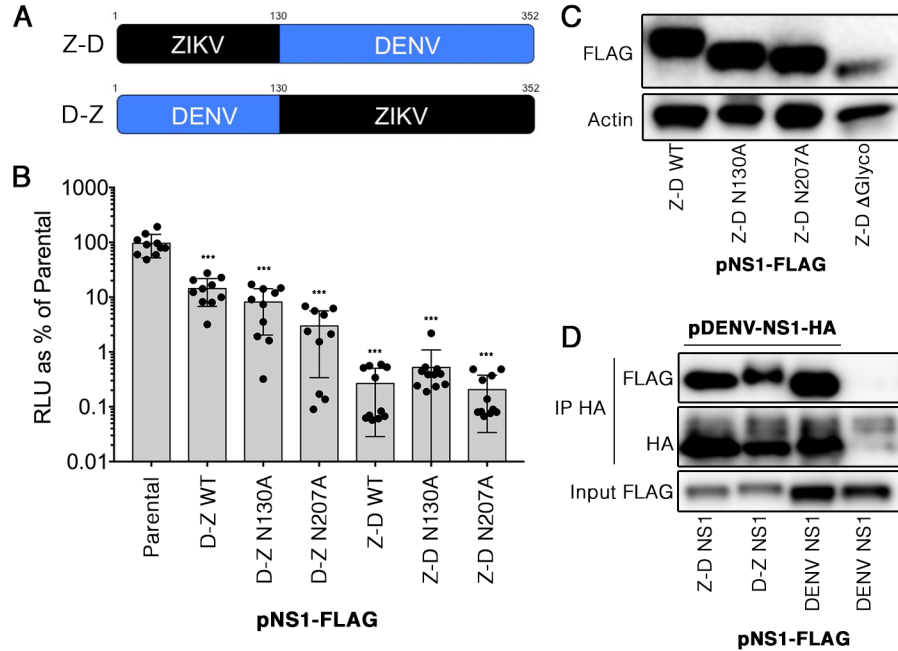 A
1 130 352
Z-D ZIKV DENV
1 130 352
D-Z DENV ZIKV
B
RLU as % of Parental
1000
100
10
1
0.1
0.01
***
***
***
***
***
***
Parental
D-Z WT
D-Z N130A
D-Z N207A
Z-D WT
Z-D N130A
Z-D N207A
pNS1-FLAG
C
FLAG
Actin
Z-D WT
Z-D N130A
Z-D N207A
Z-D ΔGlyco
pNS1-FLAG
D
pDENV-NS1-HA
IP HA
FLAG
HA
Input FLAG
Z-D NS1
D-Z NS1
DENV NS1
DENV NS1
pNS1-FLAG